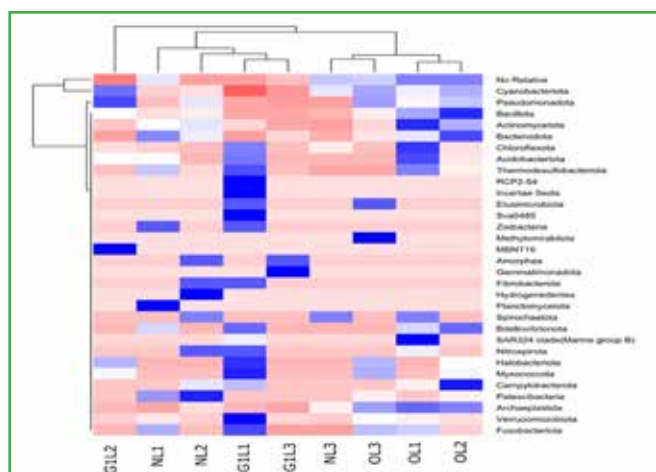 No Relative
Cyanobacteriota
Pseudomonadota
Bacillota
Actinomycetota
Bacteroidota
Chloroflexota
Acidobacteriota
Thermodesulfobacteriota
RCP2-54
Incertae Sedis
Elusimicrobiota
Sva0485
Zixibacteria
Methylomirabilota
MBNT15
Amorphea
Gemmatimonadota
Fibrobacterota
Hydrogenedentes
Planctomycetota
Spirochaetota
Bdellovibrionota
SAR324 clade(Marine group B)
Nitrospirota
Halobacteriota
Myxococcota
Campylobacterota
Patescibacteria
Archaeplastida
Verrucomicrobiota
Fusobacteriota
G1L2 NL1 NL2 G1L1 G1L3 NL3 OL3 OL1 OL2